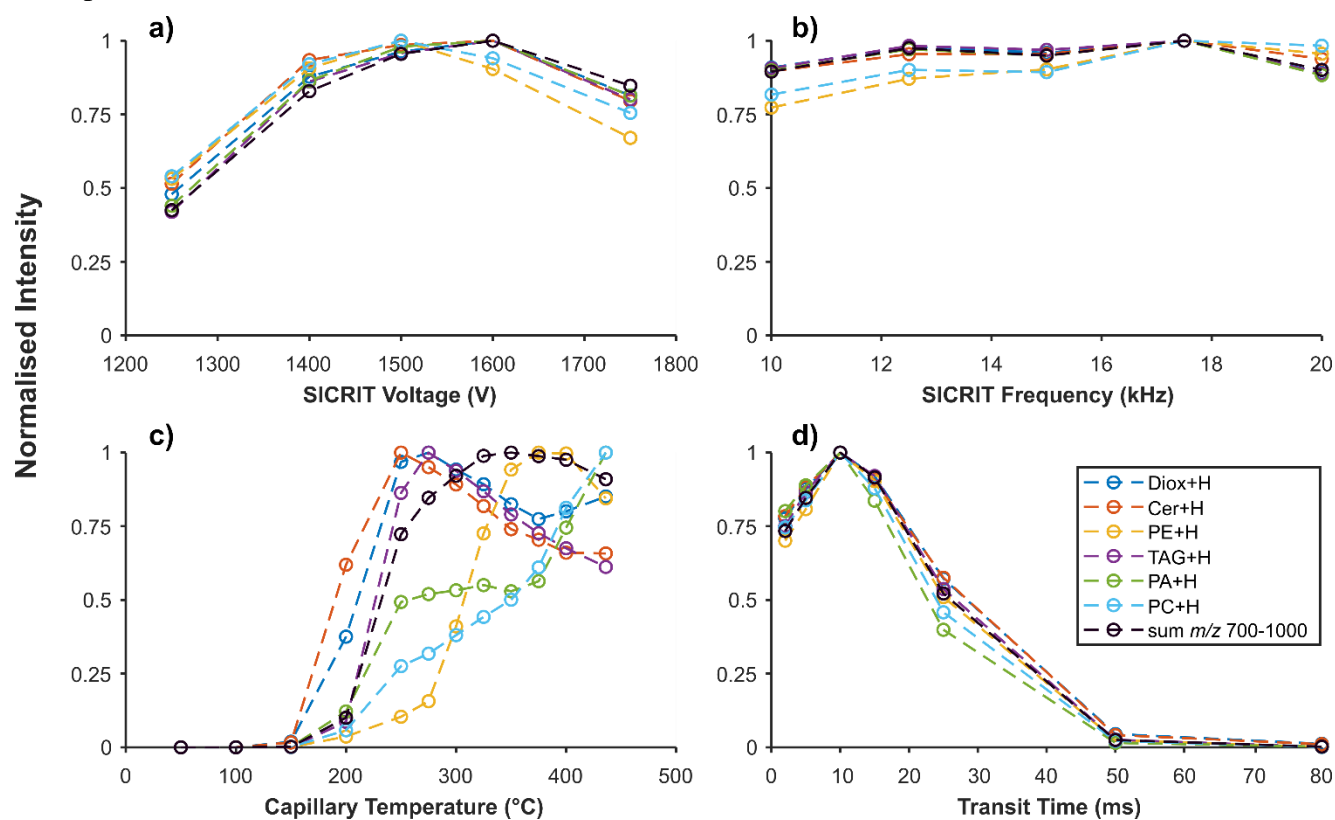 a)
b)
1
0.75
0.5
0.25
0
1200 1300 1400 1500 1600 1700 1800
SICRIT Voltage (V)
1
0.75
0.5
0.25
0
10 12 14 16 18 20
SICRIT Frequency (kHz)
Normalised Intensity
c)
d)
1
0.75
0.5
0.25
0
0 100 200 300 400 500
Capillary Temperature (°C)
1
0.75
0.5
0.25
0
0 10 20 30 40 50 60 70 80
Transit Time (ms)
Diox+H
Cer+H
PE+H
TAG+H
PA+H
PC+H
sum m/z 700-1000